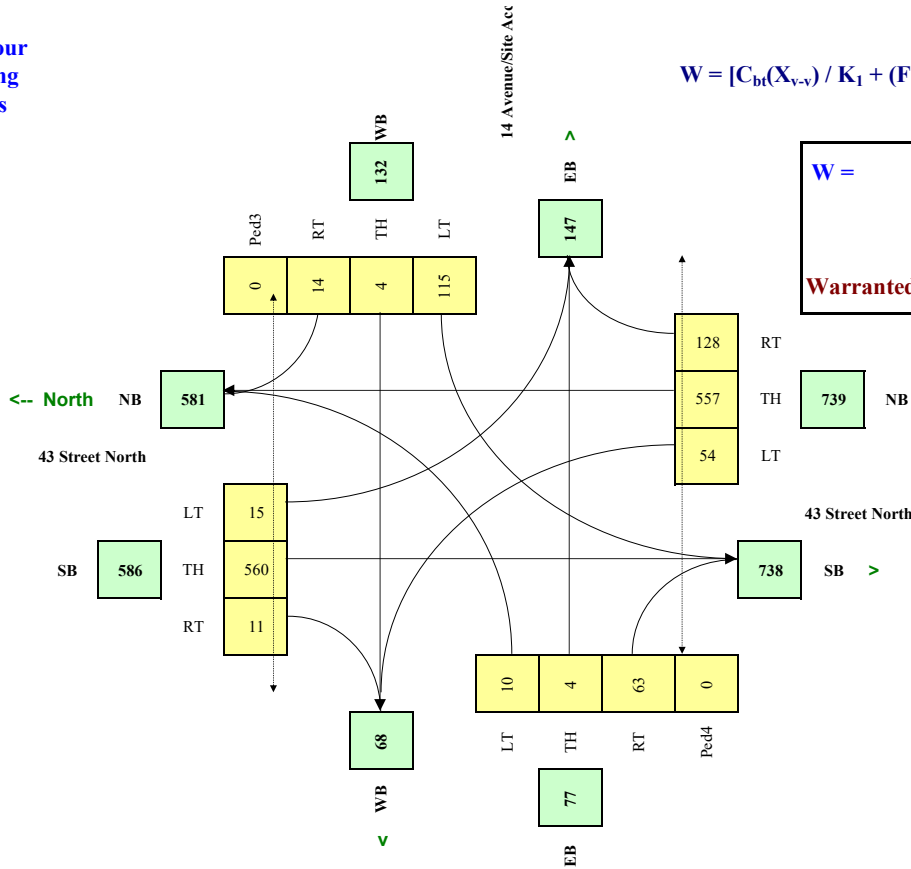 our
ng
s
14 Avenue/Site Acc
W = [Cbt(Xv-v) / K1 + (F
WB
132
^
EB
147
W =
Warranted
Ped3
RT
TH
LT
0
14
4
115
128
RT
557
TH
739
NB
54
LT
<-- North
NB
581
43 Street North
43 Street North
LT
15
SB
586
TH
560
RT
11
738
SB
>
10
4
63
0
LT
TH
RT
Ped4
68
WB
v
77
EB